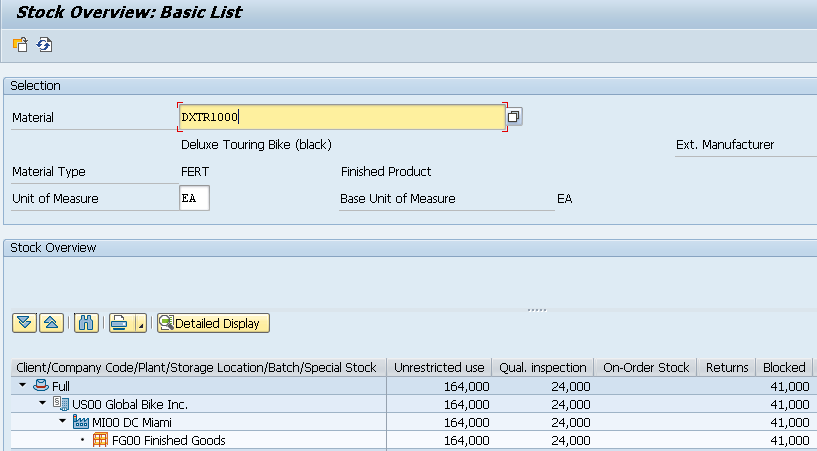 Stock Overview: Basic List
Selection
Material DXTR1000
Deluxe Touring Bike (black) Ext. Manufacturer
Material Type FERT Finished Product
Unit of Measure EA Base Unit of Measure EA
Stock Overview
Detailed Display
Client/Company Code/Plant/Storage Location/Batch/Special Stock Unrestricted use Qual. inspection On-Order Stock Returns Blocked
Full 164,000 24,000 41,000
US00 Global Bike Inc. 164,000 24,000 41,000
MI00 DC Miami 164,000 24,000 41,000
FG00 Finished Goods 164,000 24,000 41,000